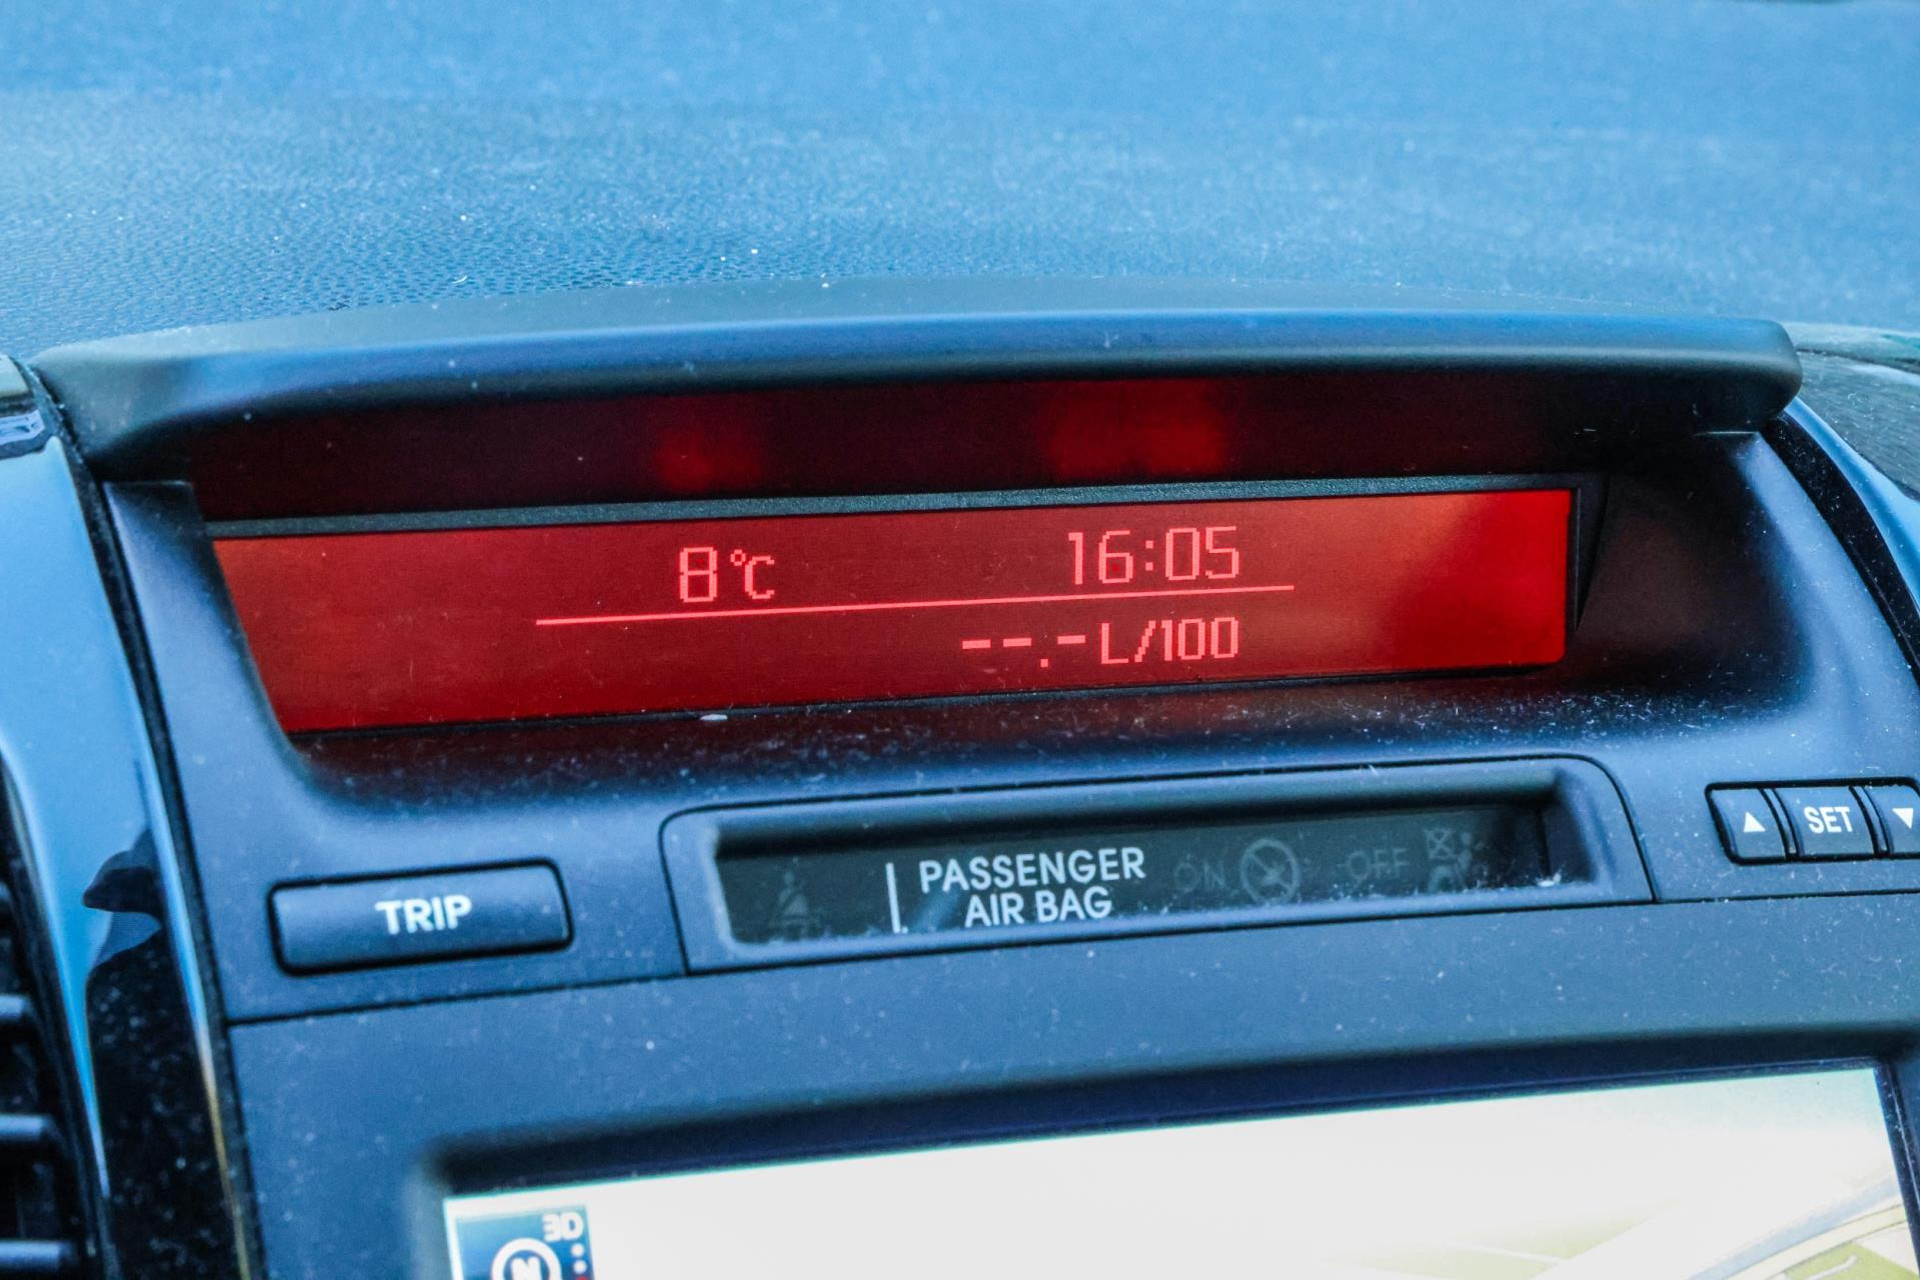 8°C 16:05
--.-L/100
TRIP
PASSENGER
AIR BAG
ON OFF
▲ SET ▼
3D
N